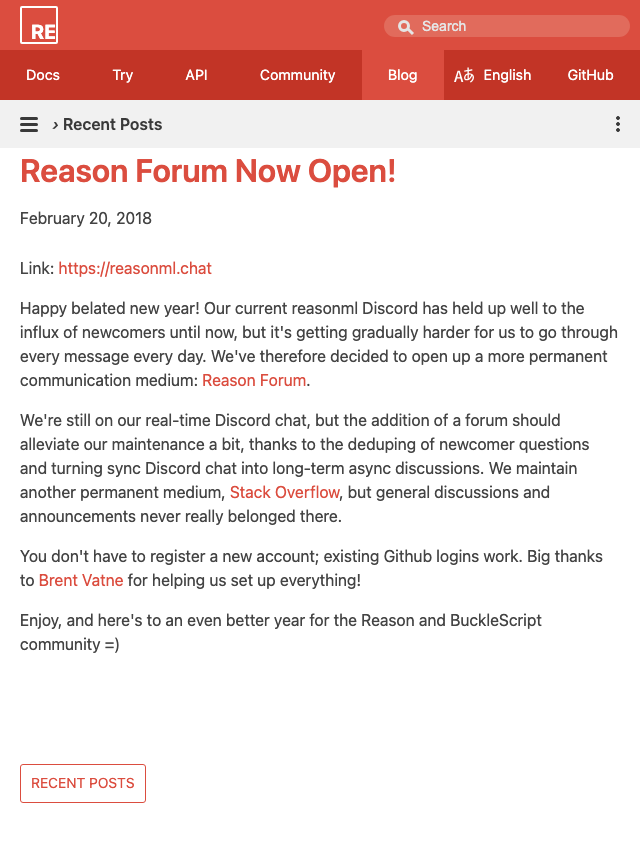 RE
Search
Docs Try API Community Blog Aあ English GitHub
› Recent Posts
Reason Forum Now Open!
February 20, 2018
Link: https://reasonml.chat
Happy belated new year! Our current reasonml Discord has held up well to the
influx of newcomers until now, but it's getting gradually harder for us to go through
every message every day. We've therefore decided to open up a more permanent
communication medium: Reason Forum.
We're still on our real-time Discord chat, but the addition of a forum should
alleviate our maintenance a bit, thanks to the deduping of newcomer questions
and turning sync Discord chat into long-term async discussions. We maintain
another permanent medium, Stack Overflow, but general discussions and
announcements never really belonged there.
You don't have to register a new account; existing Github logins work. Big thanks
to Brent Vatne for helping us set up everything!
Enjoy, and here's to an even better year for the Reason and BuckleScript
community =)
RECENT POSTS